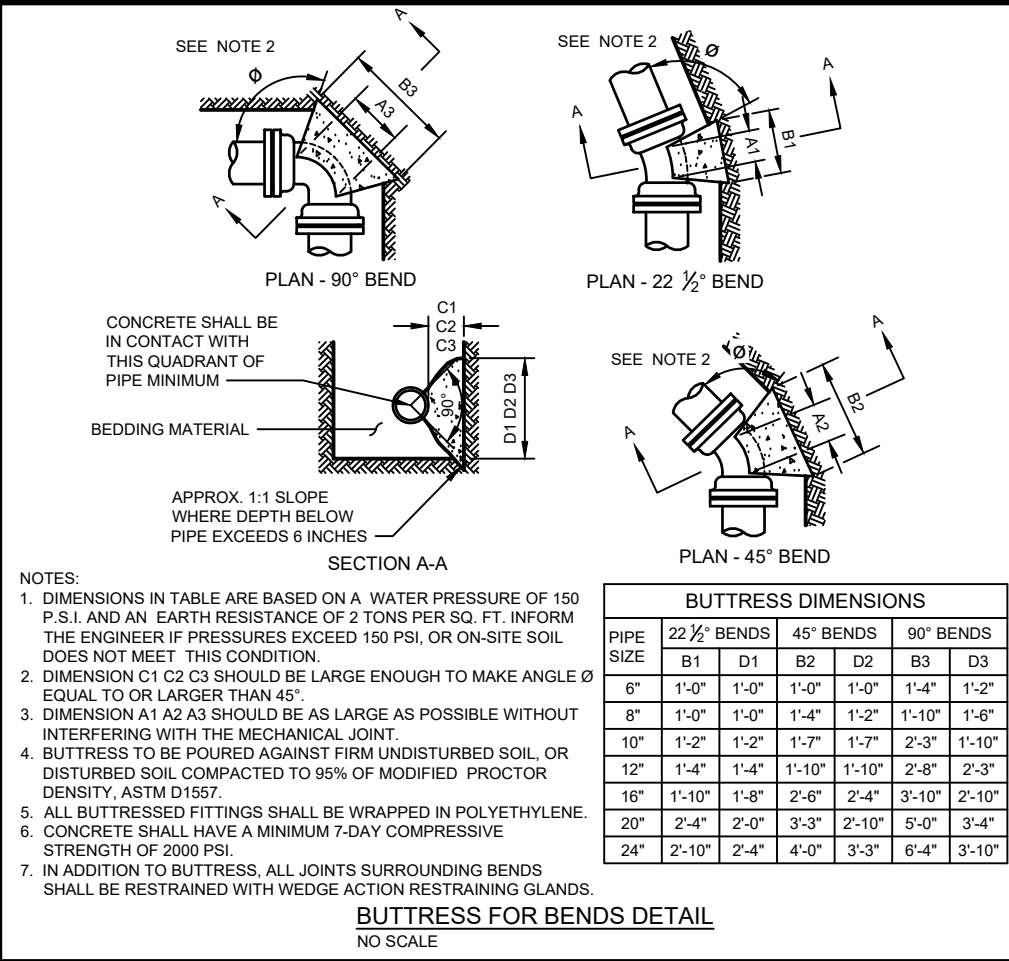 SEE NOTE 2
Ø
A
B3
A3
A
PLAN - 90° BEND
SEE NOTE 2
Ø
A
A
B1
A1
PLAN - 22 ½° BEND
CONCRETE SHALL BE
IN CONTACT WITH
THIS QUADRANT OF
PIPE MINIMUM
BEDDING MATERIAL
APPROX. 1:1 SLOPE
WHERE DEPTH BELOW
PIPE EXCEEDS 6 INCHES
C1
C2
C3
90°
D1 D2 D3
SECTION A-A
SEE NOTE 2
Ø
A
A
B2
A2
PLAN - 45° BEND
NOTES:
1. DIMENSIONS IN TABLE ARE BASED ON A WATER PRESSURE OF 150
P.S.I. AND AN EARTH RESISTANCE OF 2 TONS PER SQ. FT. INFORM
THE ENGINEER IF PRESSURES EXCEED 150 PSI, OR ON-SITE SOIL
DOES NOT MEET THIS CONDITION.
2. DIMENSION C1 C2 C3 SHOULD BE LARGE ENOUGH TO MAKE ANGLE Ø
EQUAL TO OR LARGER THAN 45°.
3. DIMENSION A1 A2 A3 SHOULD BE AS LARGE AS POSSIBLE WITHOUT
INTERFERING WITH THE MECHANICAL JOINT.
4. BUTTRESS TO BE POURED AGAINST FIRM UNDISTURBED SOIL, OR
DISTURBED SOIL COMPACTED TO 95% OF MODIFIED PROCTOR
DENSITY, ASTM D1557.
5. ALL BUTTRESSED FITTINGS SHALL BE WRAPPED IN POLYETHYLENE.
6. CONCRETE SHALL HAVE A MINIMUM 7-DAY COMPRESSIVE
STRENGTH OF 2000 PSI.
7. IN ADDITION TO BUTTRESS, ALL JOINTS SURROUNDING BENDS
SHALL BE RESTRAINED WITH WEDGE ACTION RESTRAINING GLANDS.
BUTTRESS DIMENSIONS
PIPE SIZE 22 ½° BENDS 45° BENDS 90° BENDS
B1 D1 B2 D2 B3 D3
6" 1'-0" 1'-0" 1'-0" 1'-0" 1'-4" 1'-2"
8" 1'-0" 1'-0" 1'-4" 1'-2" 1'-10" 1'-6"
10" 1'-2" 1'-2" 1'-7" 1'-7" 2'-3" 1'-10"
12" 1'-4" 1'-4" 1'-10" 1'-10" 2'-8" 2'-3"
16" 1'-10" 1'-8" 2'-6" 2'-4" 3'-10" 2'-10"
20" 2'-4" 2'-0" 3'-3" 2'-10" 5'-0" 3'-4"
24" 2'-10" 2'-4" 4'-0" 3'-3" 6'-4" 3'-10"
BUTTRESS FOR BENDS DETAIL
NO SCALE